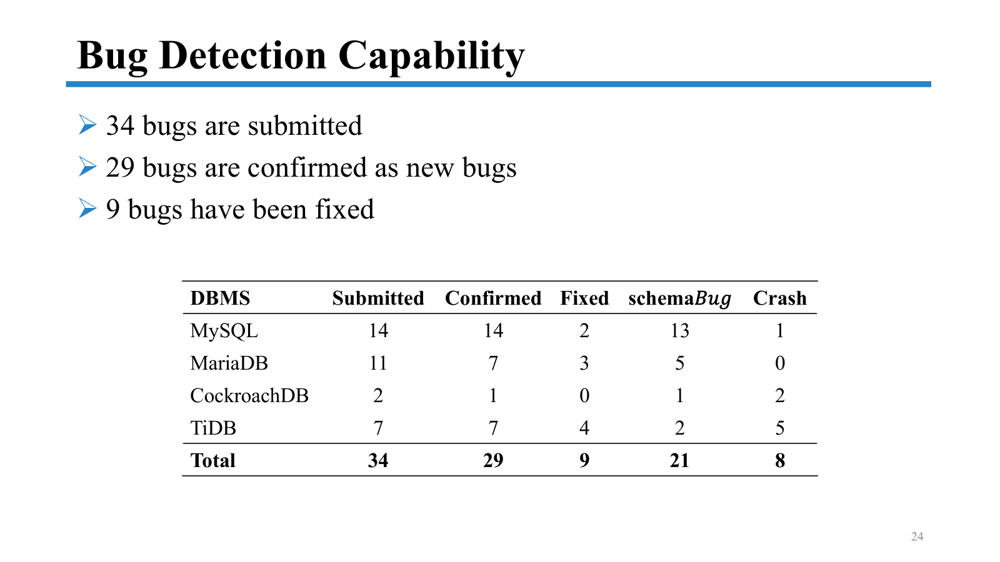 Bug Detection Capability
34 bugs are submitted
29 bugs are confirmed as new bugs
9 bugs have been fixed
DBMS Submitted Confirmed Fixed schemaBug Crash
MySQL 14 14 2 13 1
MariaDB 11 7 3 5 0
CockroachDB 2 1 0 1 2
TiDB 7 7 4 2 5
Total 34 29 9 21 8
24